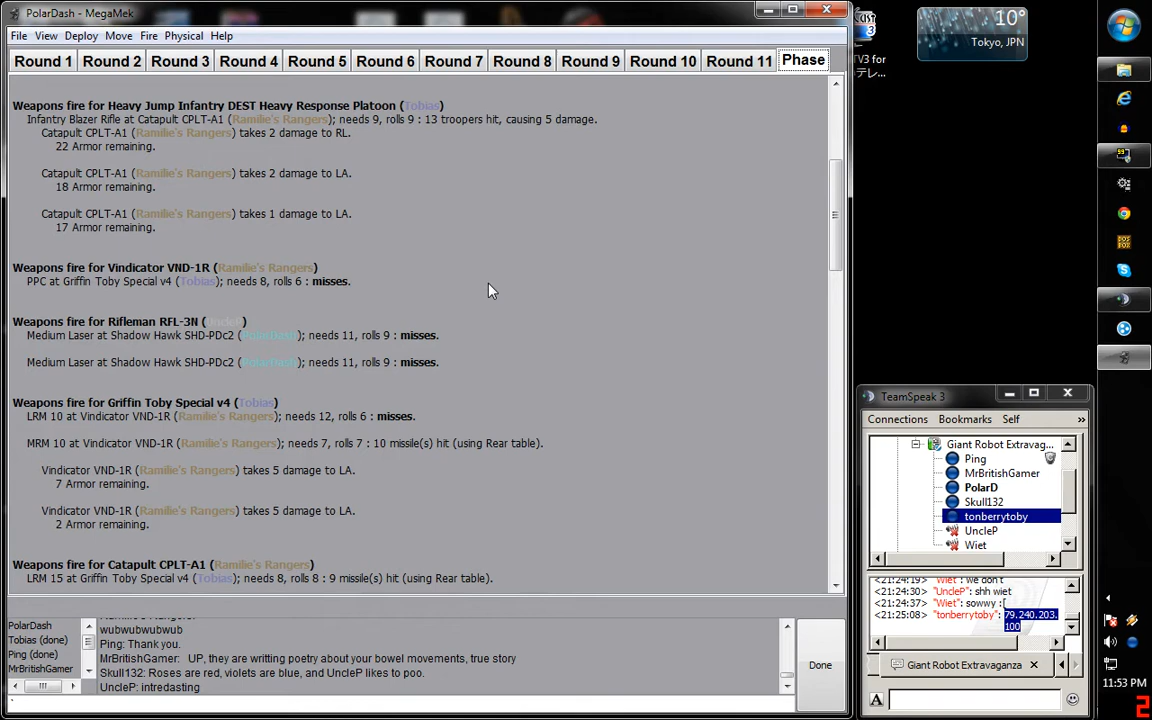 PolarDash - MegaMek
File View Deploy Move Fire Physical Help
Round 1 Round 2 Round 3 Round 4 Round 5 Round 6 Round 7 Round 8 Round 9 Round 10 Round 11 Phase
Weapons fire for Heavy Jump Infantry DEST Heavy Response Platoon (Tobias)
Infantry Blazer Rifle at Catapult CPLT-A1 (Ramilie's Rangers); needs 9, rolls 9 : 13 troopers hit, causing 5 damage.
Catapult CPLT-A1 (Ramilie's Rangers) takes 2 damage to RL.
22 Armor remaining.
Catapult CPLT-A1 (Ramilie's Rangers) takes 2 damage to LA.
18 Armor remaining.
Catapult CPLT-A1 (Ramilie's Rangers) takes 1 damage to LA.
17 Armor remaining.
Weapons fire for Vindicator VND-1R (Ramilie's Rangers)
PPC at Griffin Toby Special v4 (Tobias); needs 8, rolls 6 : misses.
Weapons fire for Rifleman RFL-3N (UncleP)
Medium Laser at Shadow Hawk SHD-PDc2 (PolarDash); needs 11, rolls 9 : misses.
Medium Laser at Shadow Hawk SHD-PDc2 (PolarDash); needs 11, rolls 9 : misses.
Weapons fire for Griffin Toby Special v4 (Tobias)
LRM 10 at Vindicator VND-1R (Ramilie's Rangers); needs 12, rolls 6 : misses.
MRM 10 at Vindicator VND-1R (Ramilie's Rangers); needs 7, rolls 7 : 10 missile(s) hit (using Rear table).
Vindicator VND-1R (Ramilie's Rangers) takes 5 damage to LA.
7 Armor remaining.
Vindicator VND-1R (Ramilie's Rangers) takes 5 damage to LA.
2 Armor remaining.
Weapons fire for Catapult CPLT-A1 (Ramilie's Rangers)
LRM 15 at Griffin Toby Special v4 (Tobias); needs 8, rolls 8 : 9 missile(s) hit (using Rear table).
PolarDash
Tobias (done)
Ping (done)
MrBritishGamer
wubwubwubwub
Ping: Thank you.
MrBritishGamer: UP, they are writting poetry about your bowel movements, true story
Skull132: Roses are red, violets are blue, and UncleP likes to poo.
UncleP: intredasting
Done
TV3 f
テレ...
10°
Tokyo, JPN
TeamSpeak 3
Connections Bookmarks Self »
Giant Robot Extravag...
Ping
MrBritishGamer
PolarD
Skull132
tonberrytoby
UncleP
Wiet
<21:24:19> "Wiet": we don't
<21:24:30> "UncleP": shh wiet
<21:24:37> "Wiet": sowwy :[
<21:25:08> "tonberrytoby": 79.240.203.
100
Giant Robot Extravaganza
11:53 PM
2